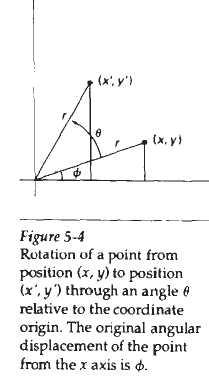 (x', y')
r
θ
r
(x, y)
ϕ
Figure 5-4
Rotation of a point from
position (x, y) to position
(x', y') through an angle θ
relative to the coordinate
origin. The original angular
displacement of the point
from the x axis is ϕ.